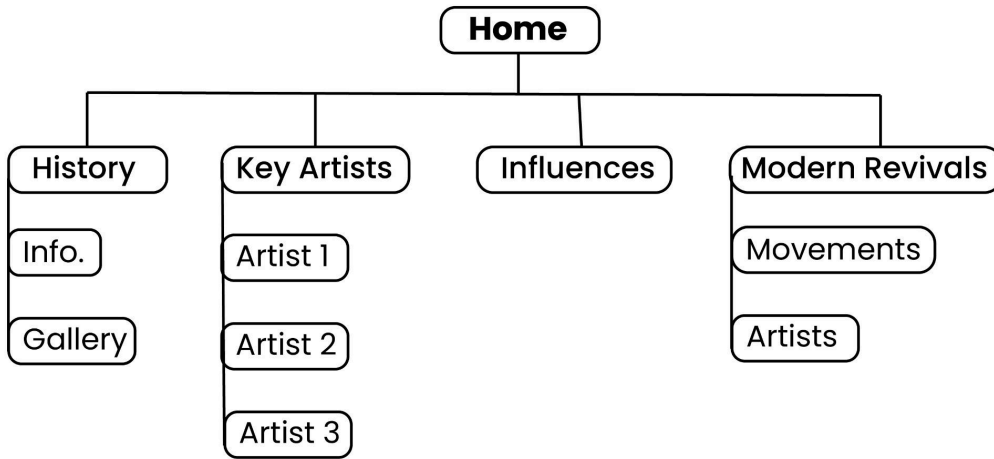 Home
History
Key Artists
Influences
Modern Revivals
Info.
Artist 1
Movements
Gallery
Artist 2
Artists
Artist 3